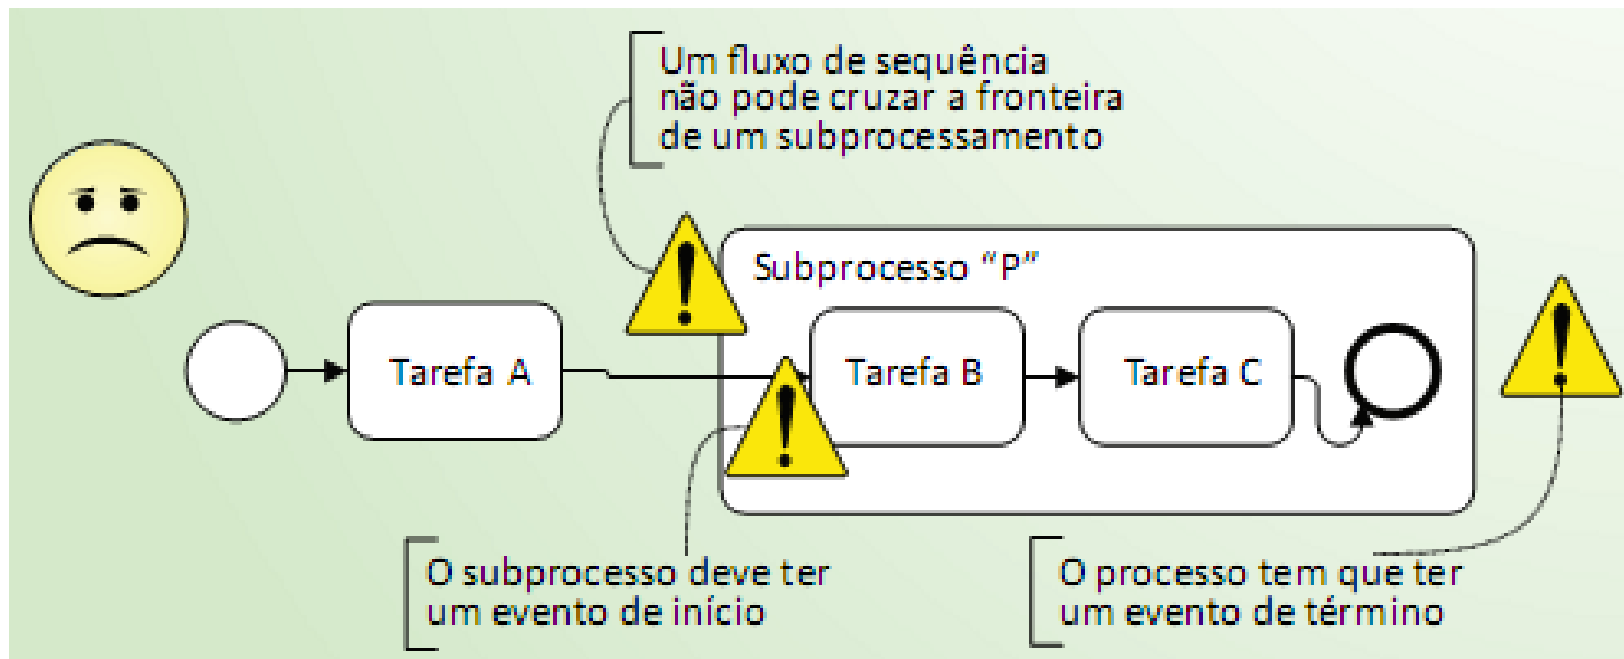 Um fluxo de sequência
não pode cruzar a fronteira
de um subprocessamento
Subprocesso “P”
Tarefa A
Tarefa B
Tarefa C
O subprocesso deve ter
um evento de início
O processo tem que ter
um evento de término